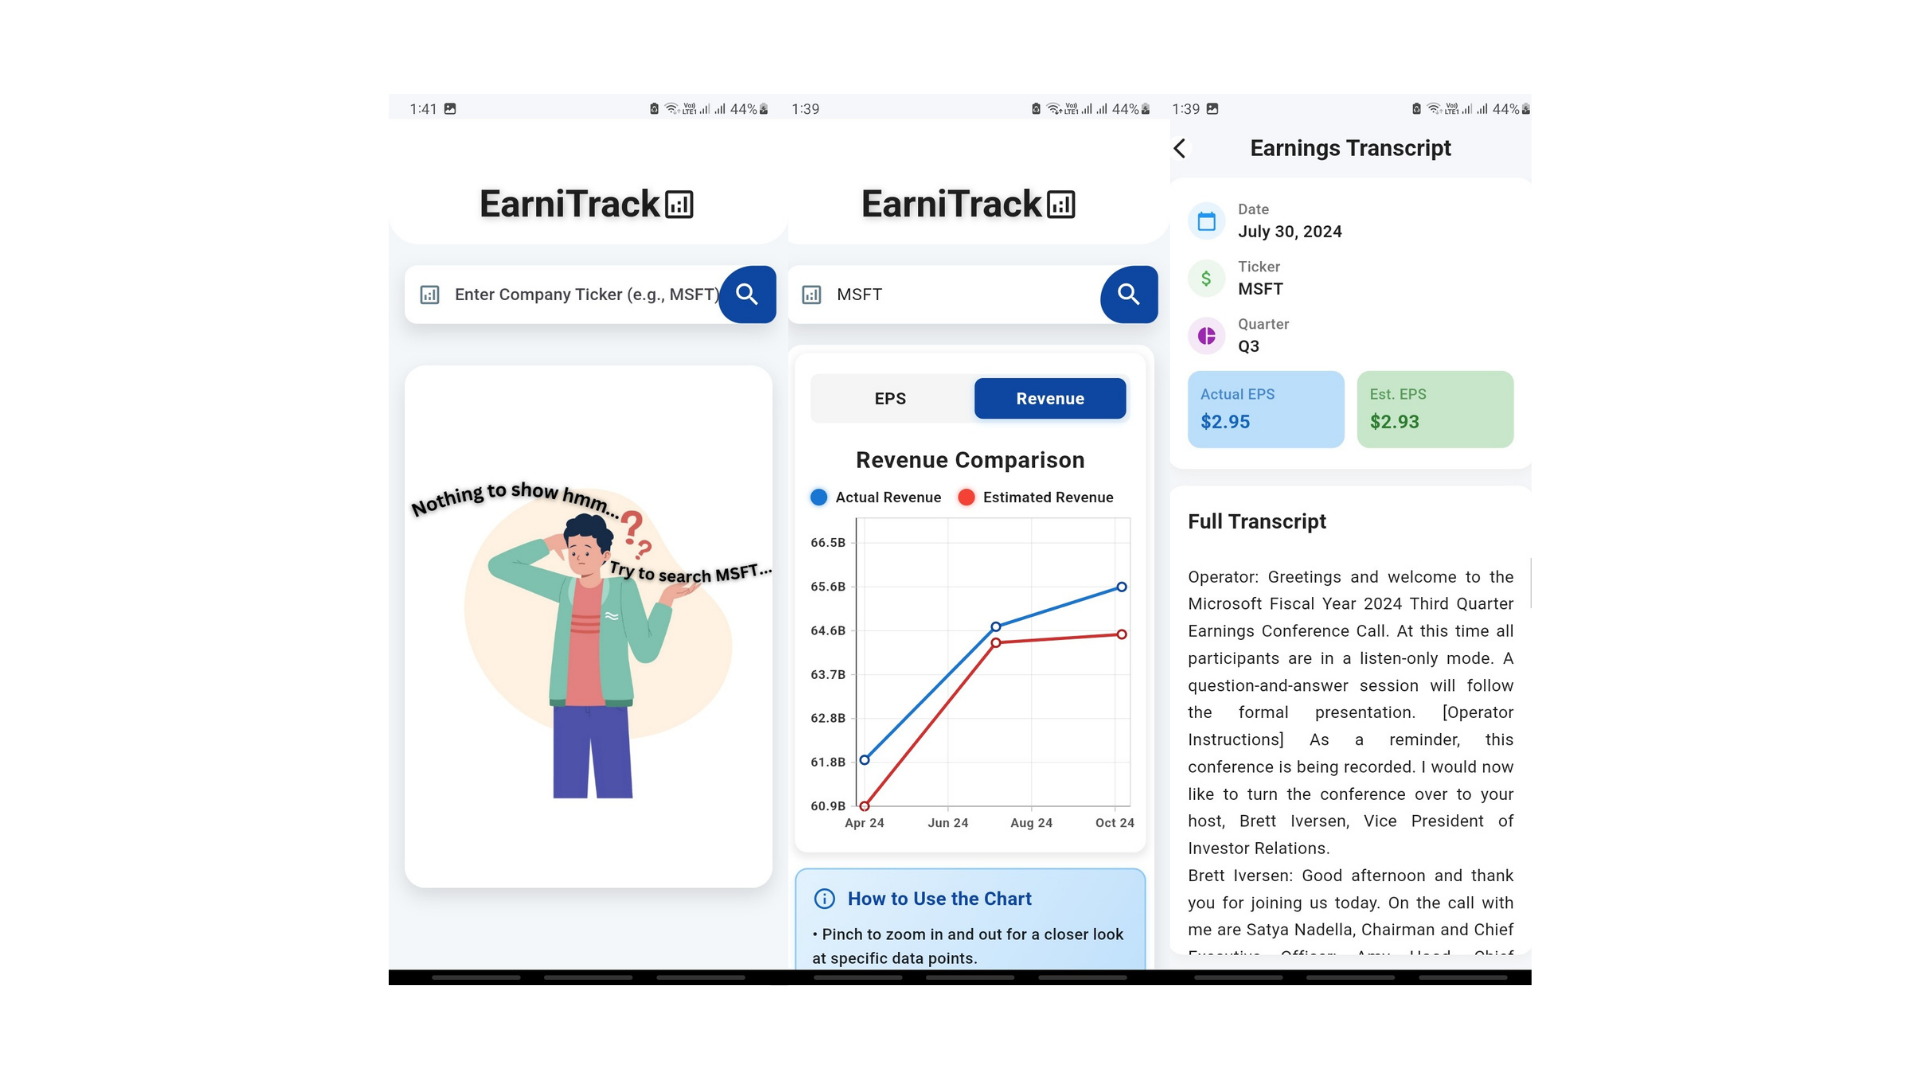 1:41
44%
EarniTrack
Enter Company Ticker (e.g., MSFT)
Nothing to show hmm...
??
Try to search MSFT...
1:39
44%
EarniTrack
MSFT
EPS
Revenue
Revenue Comparison
Actual Revenue
Estimated Revenue
66.5B
65.6B
64.6B
63.7B
62.8B
61.8B
60.9B
Apr 24
Jun 24
Aug 24
Oct 24
How to Use the Chart
• Pinch to zoom in and out for a closer look
at specific data points.
1:39
44%
Earnings Transcript
Date
July 30, 2024
$
Ticker
MSFT
Quarter
Q3
Actual EPS
$2.95
Est. EPS
$2.93
Full Transcript
Operator: Greetings and welcome to the
Microsoft Fiscal Year 2024 Third Quarter
Earnings Conference Call. At this time all
participants are in a listen-only mode. A
question-and-answer session will follow
the formal presentation. [Operator
Instructions] As a reminder, this
conference is being recorded. I would now
like to turn the conference over to your
host, Brett Iversen, Vice President of
Investor Relations.
Brett Iversen: Good afternoon and thank
you for joining us today. On the call with
me are Satya Nadella, Chairman and Chief